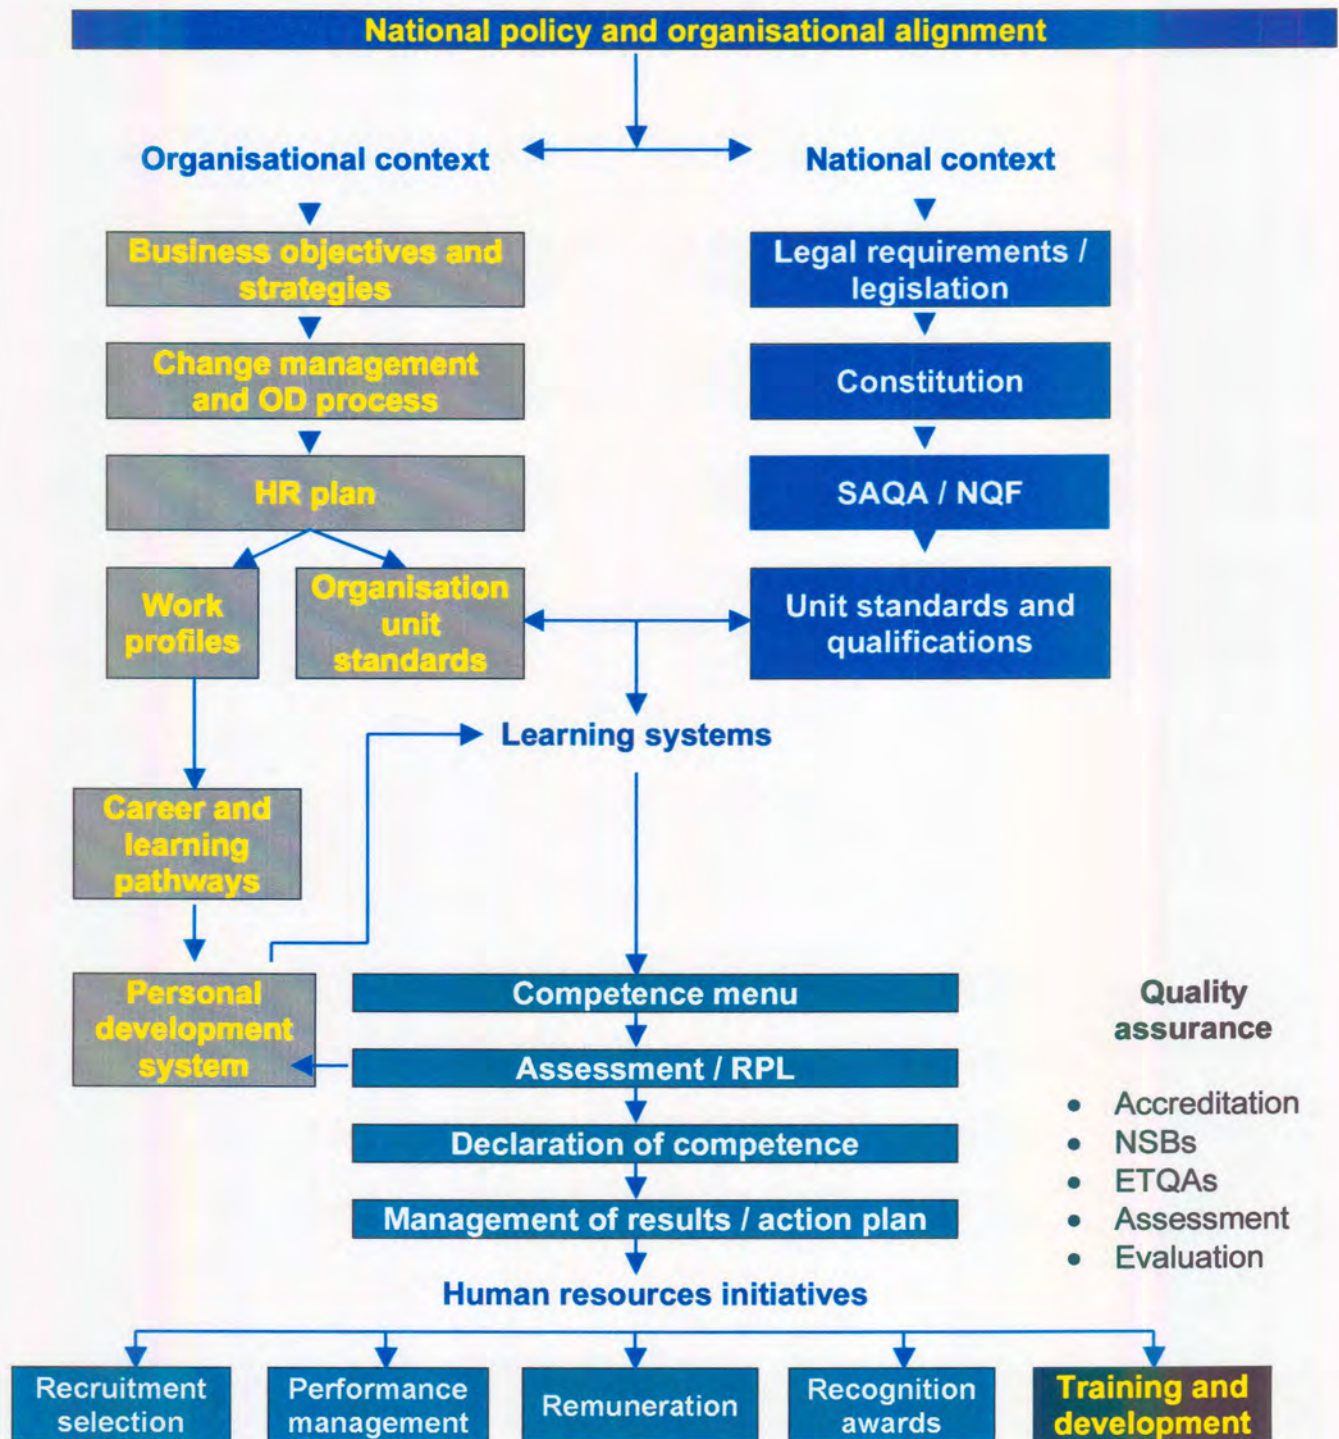 National policy and organisational alignment
Organisational context
National context
Business objectives and
strategies
Legal requirements /
legislation
Change management
and OD process
Constitution
HR plan
SAQA / NQF
Work
profiles
Organisation
unit
standards
Unit standards and
qualifications
Learning systems
Career and
learning
pathways
Personal
development
system
Competence menu
Assessment / RPL
Declaration of competence
Management of results / action plan
Quality
assurance
• Accreditation
• NSBs
• ETQAs
• Assessment
• Evaluation
Human resources initiatives
Recruitment
selection
Performance
management
Remuneration
Recognition
awards
Training and
development